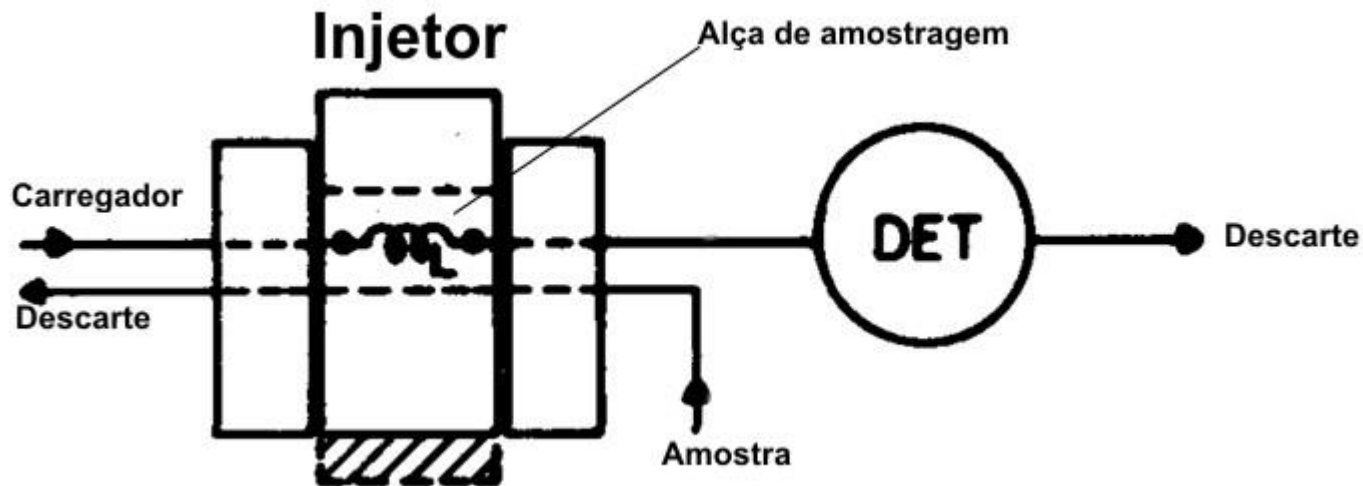 Injetor
Alça de amostragem
Carregador
L
DET
Descarte
Descarte
Amostra